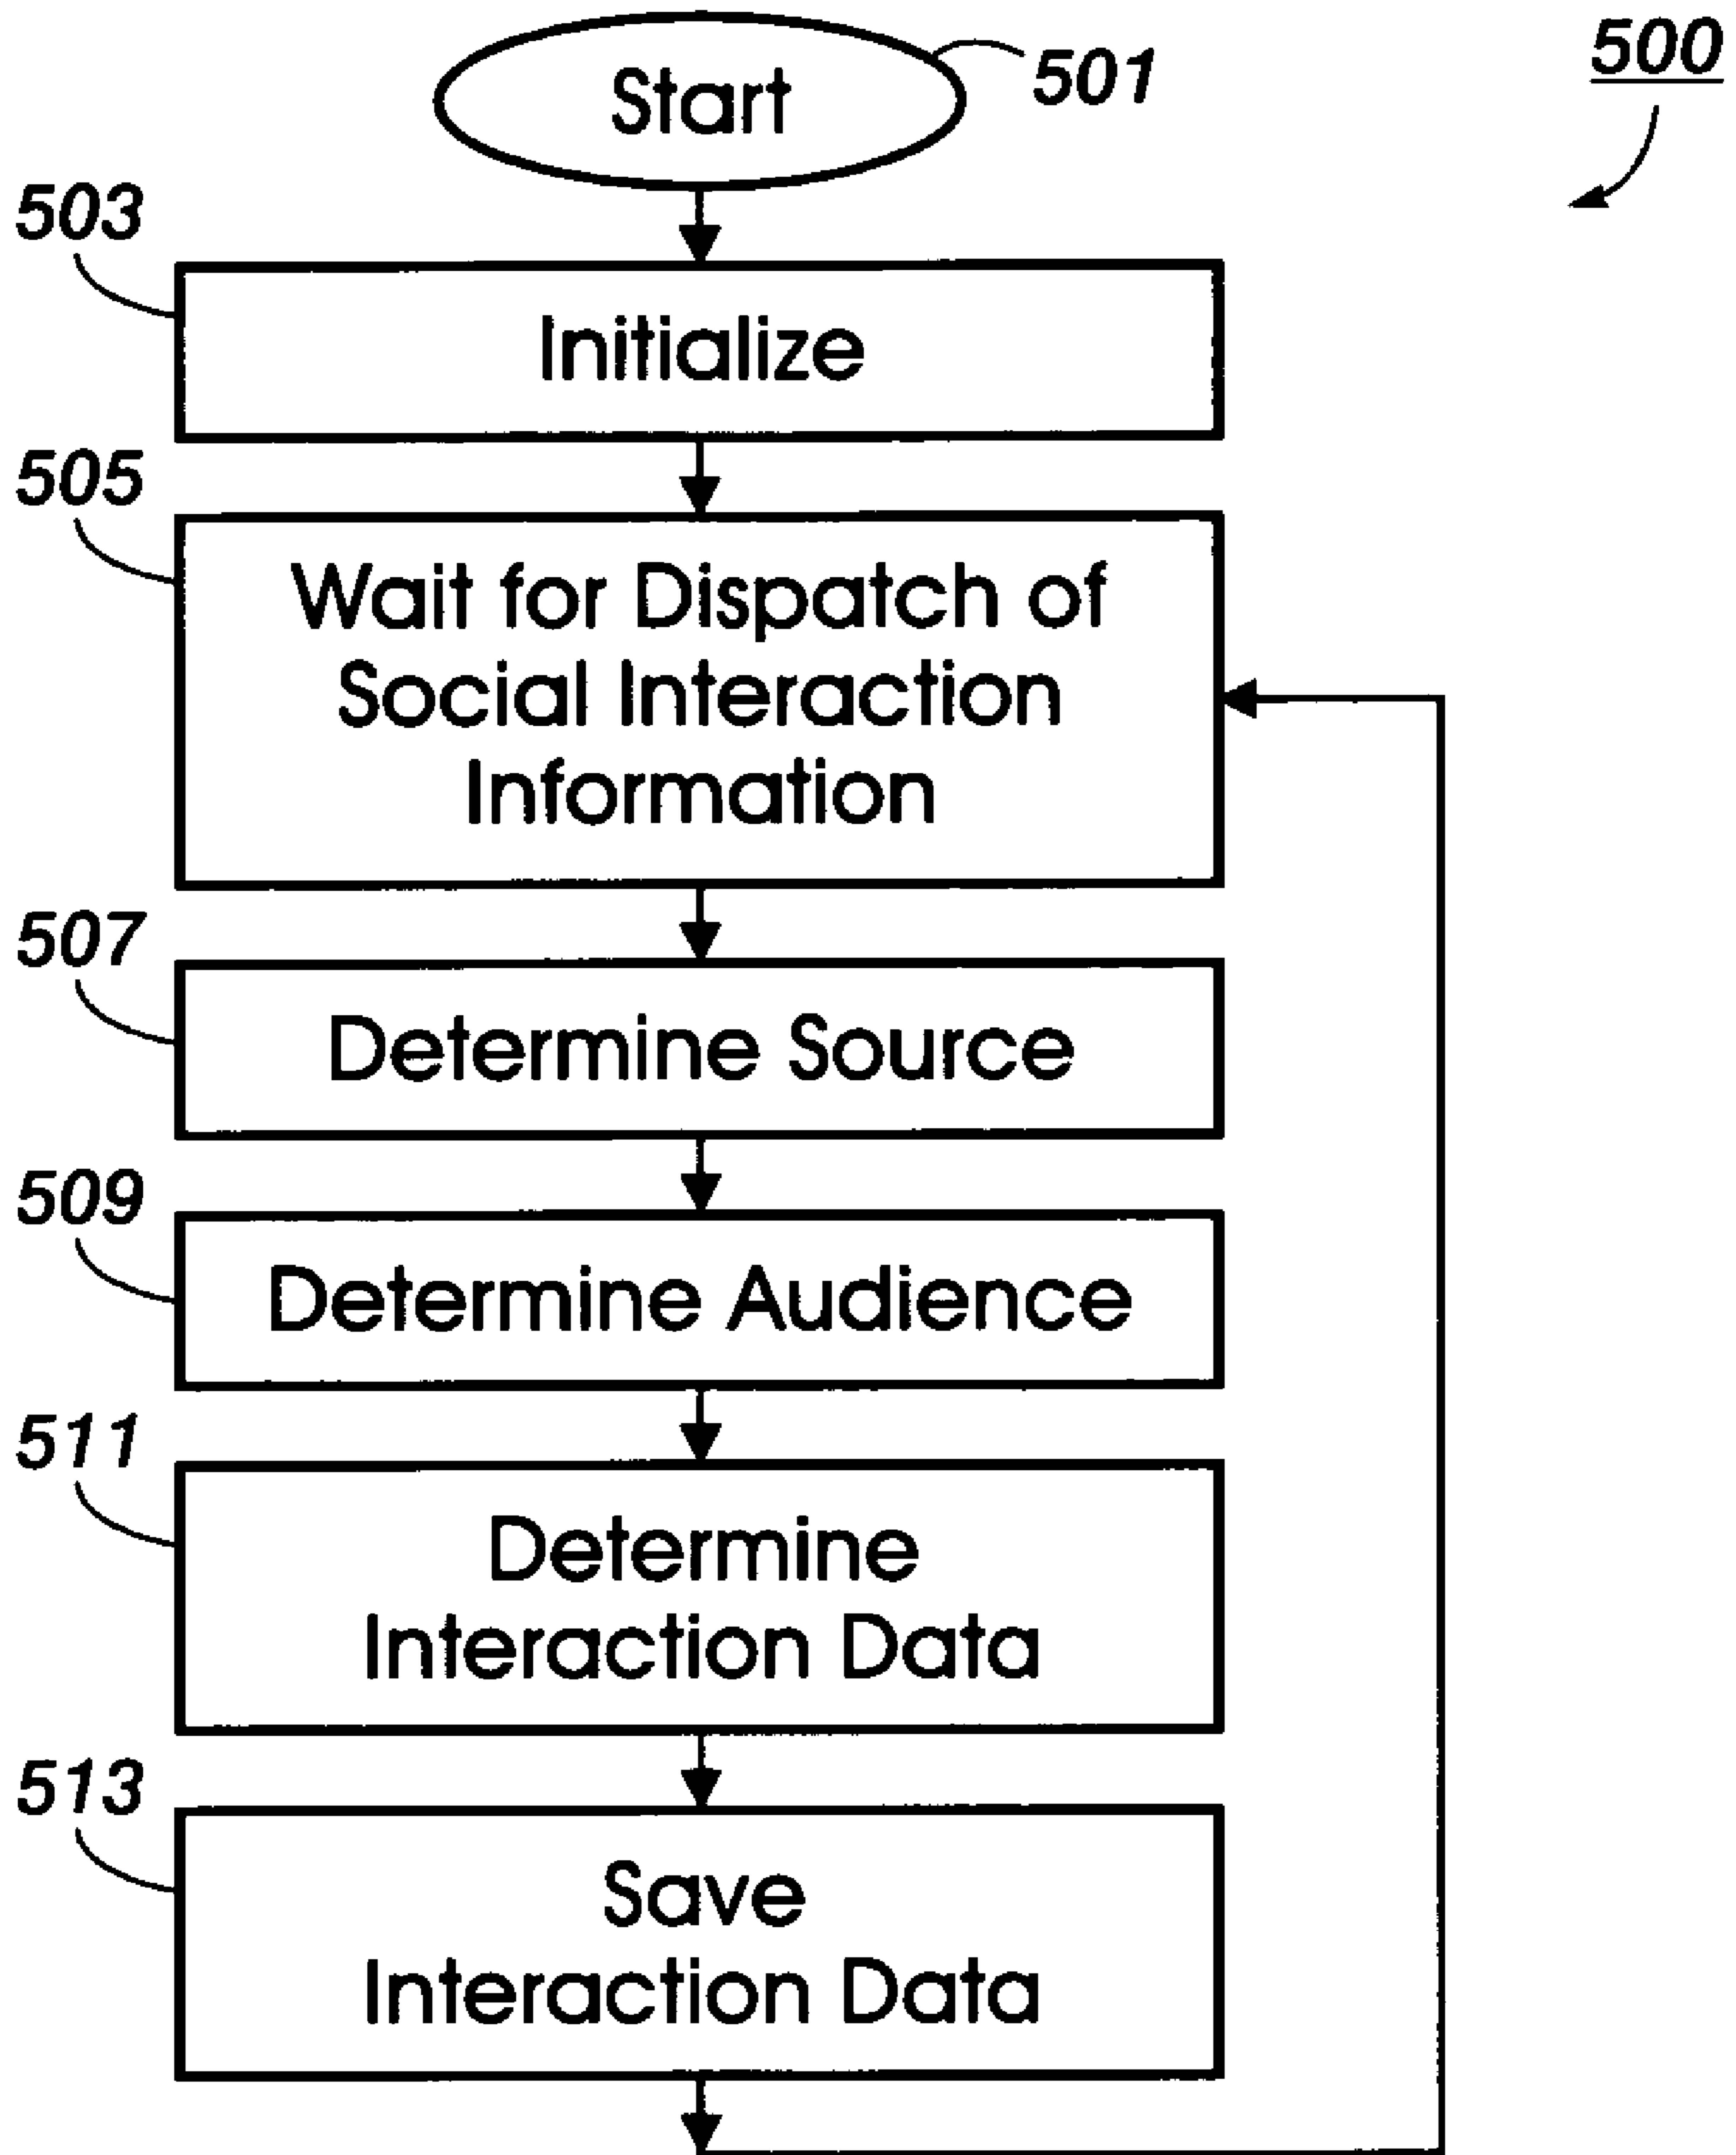 500
Start
501
503
Initialize
505
Wait for Dispatch of
Social Interaction
Information
507
Determine Source
509
Determine Audience
511
Determine
Interaction Data
513
Save
Interaction Data